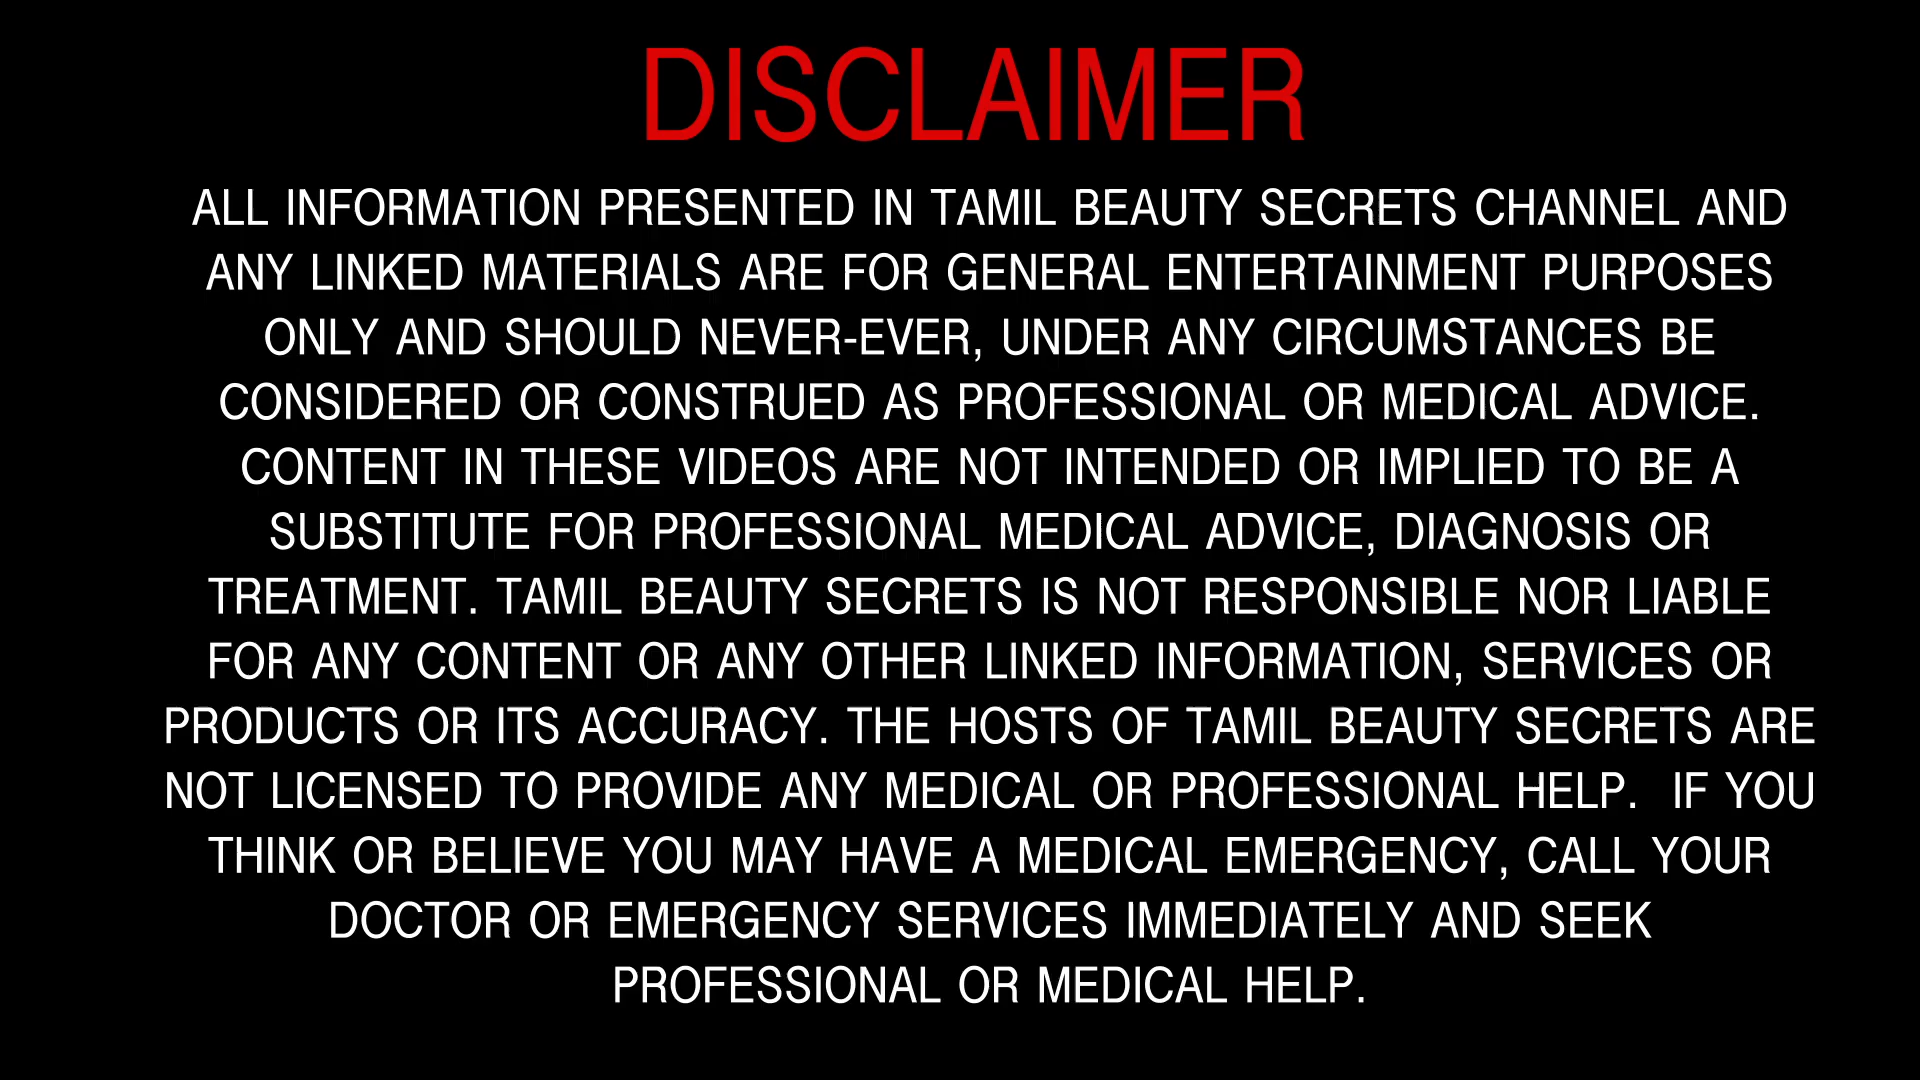 DISCLAIMER
ALL INFORMATION PRESENTED IN TAMIL BEAUTY SECRETS CHANNEL AND
ANY LINKED MATERIALS ARE FOR GENERAL ENTERTAINMENT PURPOSES
ONLY AND SHOULD NEVER-EVER, UNDER ANY CIRCUMSTANCES BE
CONSIDERED OR CONSTRUED AS PROFESSIONAL OR MEDICAL ADVICE.
CONTENT IN THESE VIDEOS ARE NOT INTENDED OR IMPLIED TO BE A
SUBSTITUTE FOR PROFESSIONAL MEDICAL ADVICE, DIAGNOSIS OR
TREATMENT. TAMIL BEAUTY SECRETS IS NOT RESPONSIBLE NOR LIABLE
FOR ANY CONTENT OR ANY OTHER LINKED INFORMATION, SERVICES OR
PRODUCTS OR ITS ACCURACY. THE HOSTS OF TAMIL BEAUTY SECRETS ARE
NOT LICENSED TO PROVIDE ANY MEDICAL OR PROFESSIONAL HELP.  IF YOU
THINK OR BELIEVE YOU MAY HAVE A MEDICAL EMERGENCY, CALL YOUR
DOCTOR OR EMERGENCY SERVICES IMMEDIATELY AND SEEK
PROFESSIONAL OR MEDICAL HELP.